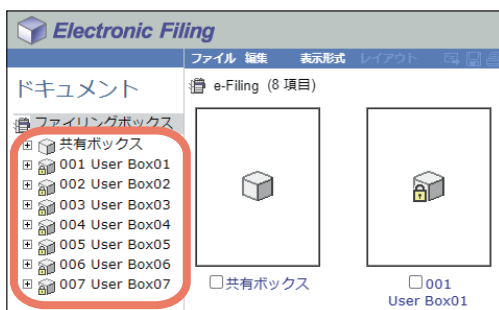 Electronic Filing
ファイル 編集 表示形式 レイアウト
ドキュメント
e-Filing (8 項目)
ファイリングボックス
共有ボックス
001 User Box01
002 User Box02
003 User Box03
004 User Box04
005 User Box05
006 User Box06
007 User Box07
共有ボックス
001
User Box01